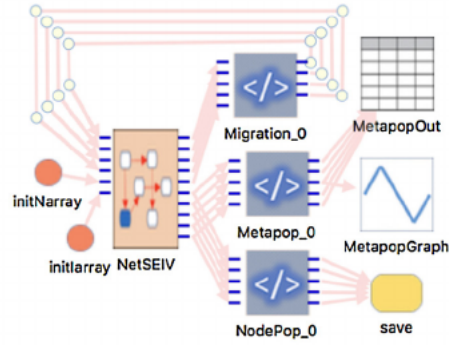 </>
Migration_0
MetapopOut
</>
initNarray
Metapop_0
MetapopGraph
initIarray
NetSEIV
</>
NodePop_0
save